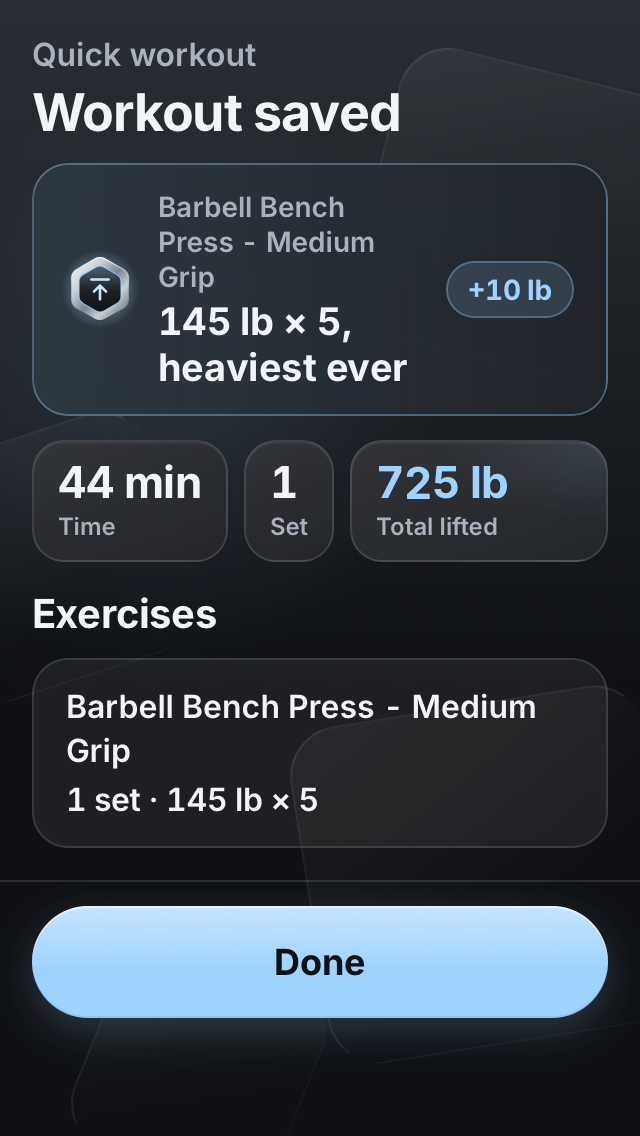 Quick workout
Workout saved
Barbell Bench
Press - Medium
Grip
145 lb × 5,
heaviest ever
+10 lb
44 min
Time
1
Set
725 lb
Total lifted
Exercises
Barbell Bench Press - Medium
Grip
1 set · 145 lb × 5
Done